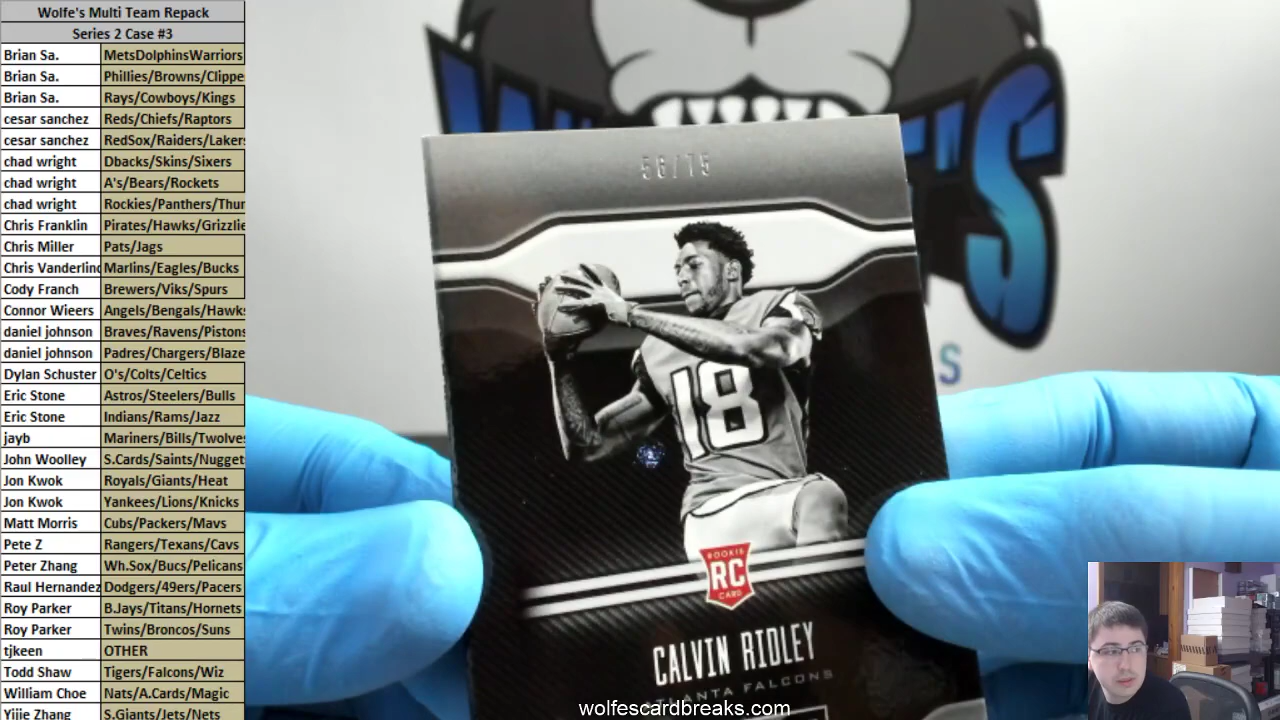 Wolfe's Multi Team Repack
Series 2 Case #3
Brian Sa. MetsDolphinsWarriors
Brian Sa. Phillies/Browns/Clippe
Brian Sa. Rays/Cowboys/Kings
cesar sanchez Reds/Chiefs/Raptors
cesar sanchez RedSox/Raiders/Lakers
chad wright Dbacks/Skins/Sixers
chad wright A's/Bears/Rockets
chad wright Rockies/Panthers/Thun
Chris Franklin Pirates/Hawks/Grizzlie
Chris Miller Pats/Jags
Chris Vanderlind Marlins/Eagles/Bucks
Cody Franch Brewers/Viks/Spurs
Connor Wieers Angels/Bengals/Hawks
daniel johnson Braves/Ravens/Pistons
daniel johnson Padres/Chargers/Blaze
Dylan Schuster O's/Colts/Celtics
Eric Stone Astros/Steelers/Bulls
Eric Stone Indians/Rams/Jazz
jayb Mariners/Bills/Twolves
John Woolley S.Cards/Saints/Nugget
Jon Kwok Royals/Giants/Heat
Jon Kwok Yankees/Lions/Knicks
Matt Morris Cubs/Packers/Mavs
Pete Z Rangers/Texans/Cavs
Peter Zhang Wh.Sox/Bucs/Pelicans
Raul Hernandez Dodgers/49ers/Pacers
Roy Parker B.Jays/Titans/Hornets
Roy Parker Twins/Broncos/Suns
tjkeen OTHER
Todd Shaw Tigers/Falcons/Wiz
William Choe Nats/A.Cards/Magic
Yijie Zhang S.Giants/Jets/Nets
56/75
18
ROOKIE
RC
CARD
CALVIN RIDLEY
ATLANTA FALCONS
wolfescardbreaks.com